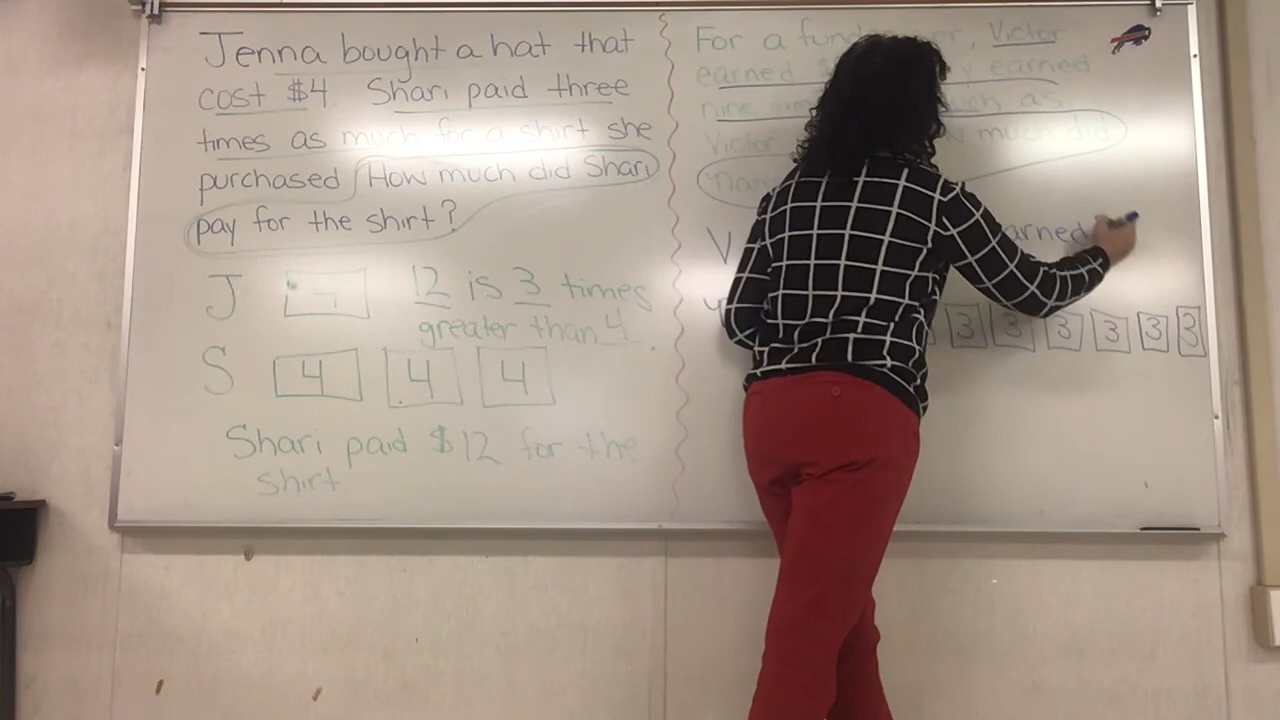 Jenna bought a hat that
cost $4 Shari paid three
times as much for a shirt she
purchased How much did Shari
pay for the shirt?
J 4 12 is 3 times
greater than 4.
S 4 4 4
Shari paid $12 for the
shirt
For a Victor
earned earned
nine as
Victor much did
V
3 3 3 3 3 3